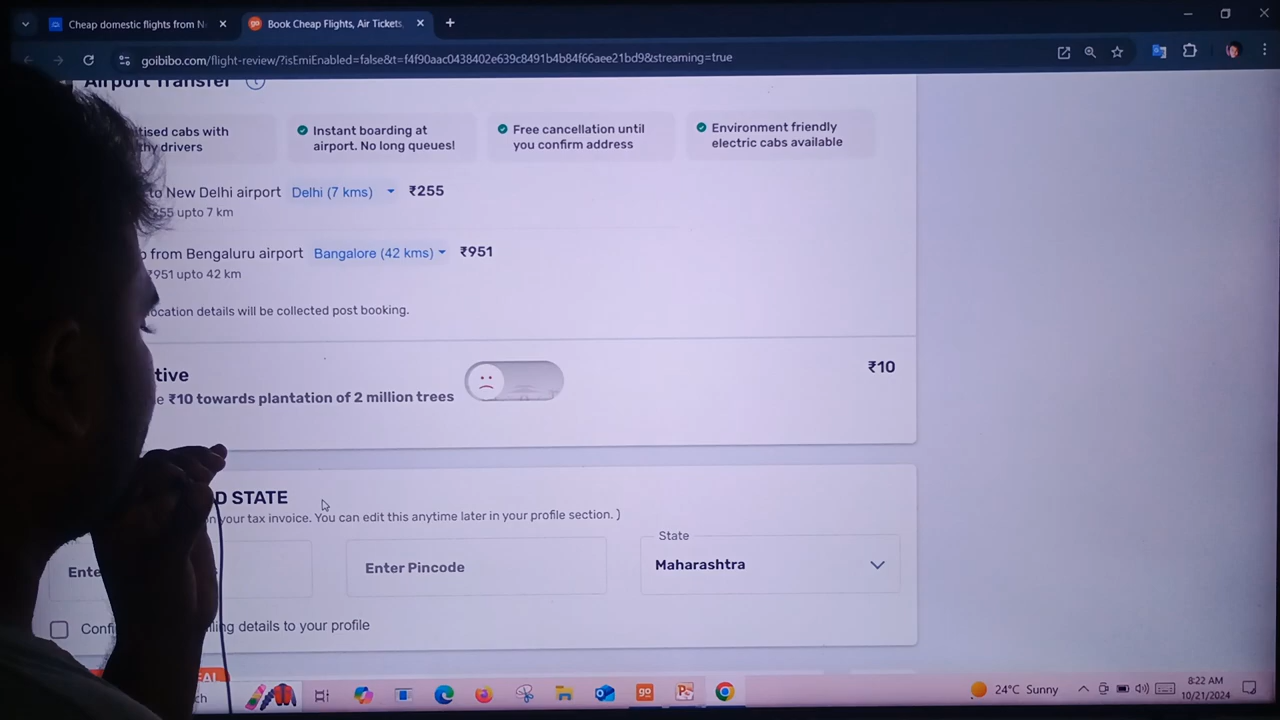 Cheap domestic flights from N
Book Cheap Flights, Air Tickets,
goibibo.com/flight-review/?isEmiEnabled=false&t=f4f90aac0438402e639c8491b4b84f66aee21bd9&streaming=true
Airport Transfer
tised cabs with
hy drivers
Instant boarding at
airport. No long queues!
Free cancellation until
you confirm address
Environment friendly
electric cabs available
to New Delhi airport Delhi (7 kms) ₹255
255 upto 7 km
from Bengaluru airport Bangalore (42 kms) ₹951
₹951 upto 42 km
ocation details will be collected post booking.
tive
₹10
e ₹10 towards plantation of 2 million trees
D STATE
n your tax invoice. You can edit this anytime later in your profile section. )
State
Ente
Enter Pincode
Maharashtra
Confi ling details to your profile
EAL
ch
go
24°C Sunny
8:22 AM
10/21/2024